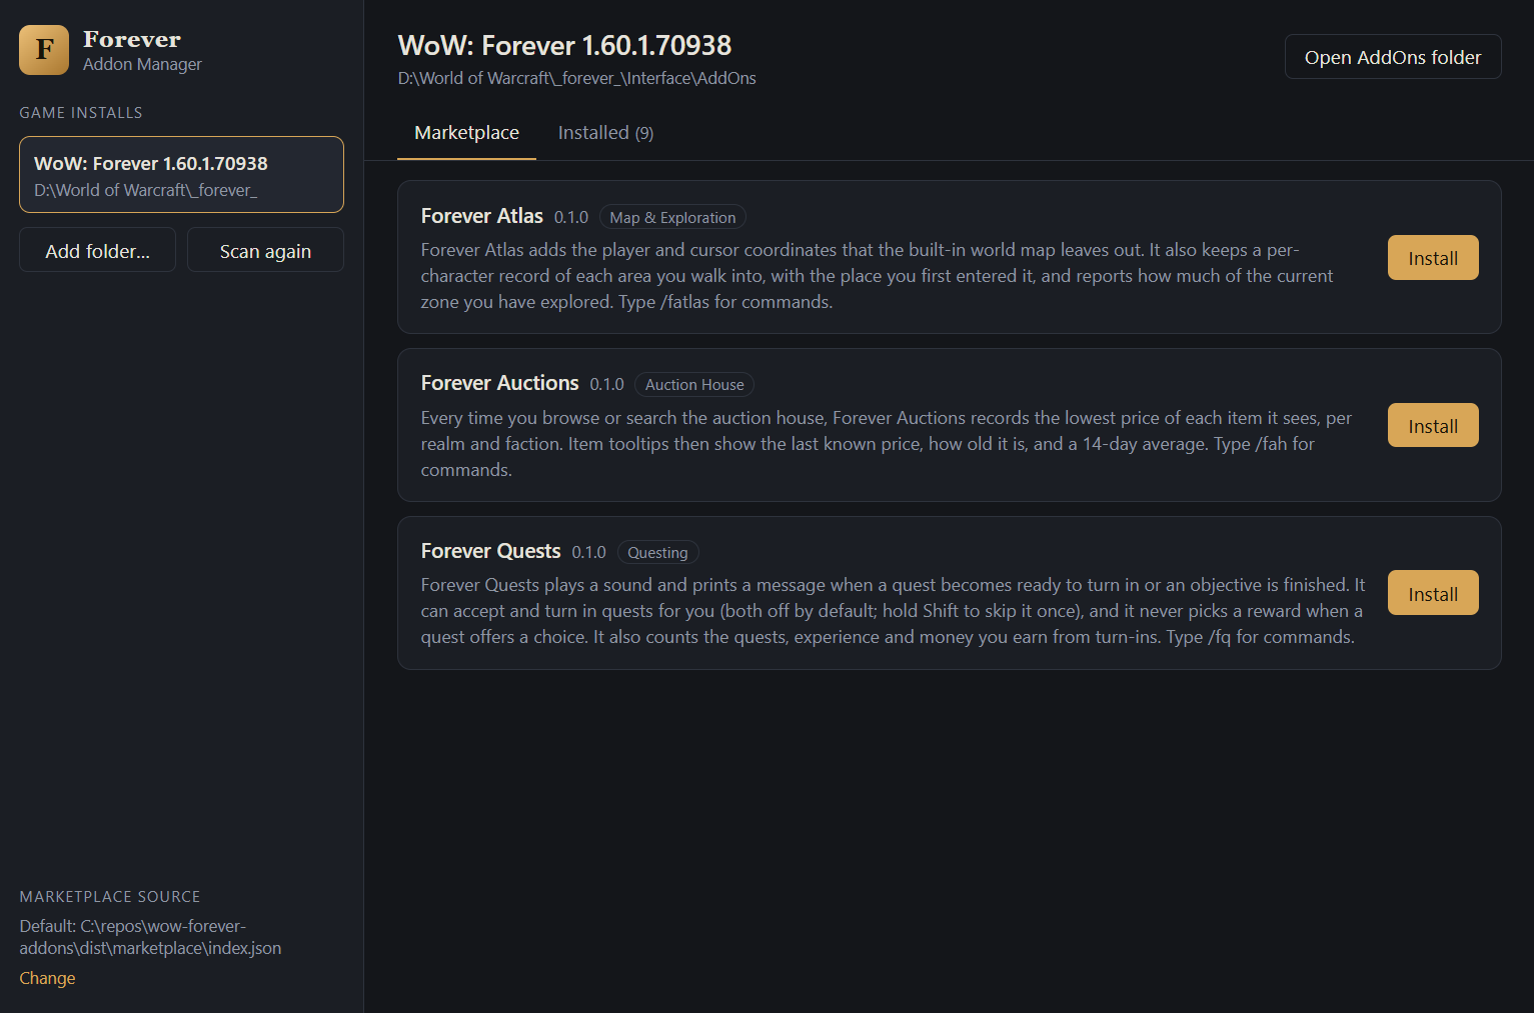 F
Forever
Addon Manager
GAME INSTALLS
WoW: Forever 1.60.1.70938
D:\World of Warcraft\_forever_
Add folder...
Scan again
MARKETPLACE SOURCE
Default: C:\repos\wow-forever-
addons\dist\marketplace\index.json
Change
WoW: Forever 1.60.1.70938
D:\World of Warcraft\_forever_\Interface\AddOns
Open AddOns folder
Marketplace
Installed (9)
Forever Atlas 0.1.0 Map & Exploration
Forever Atlas adds the player and cursor coordinates that the built-in world map leaves out. It also keeps a per-
character record of each area you walk into, with the place you first entered it, and reports how much of the current
zone you have explored. Type /fatlas for commands.
Install
Forever Auctions 0.1.0 Auction House
Every time you browse or search the auction house, Forever Auctions records the lowest price of each item it sees, per
realm and faction. Item tooltips then show the last known price, how old it is, and a 14-day average. Type /fah for
commands.
Install
Forever Quests 0.1.0 Questing
Forever Quests plays a sound and prints a message when a quest becomes ready to turn in or an objective is finished. It
can accept and turn in quests for you (both off by default; hold Shift to skip it once), and it never picks a reward when a
quest offers a choice. It also counts the quests, experience and money you earn from turn-ins. Type /fq for commands.
Install